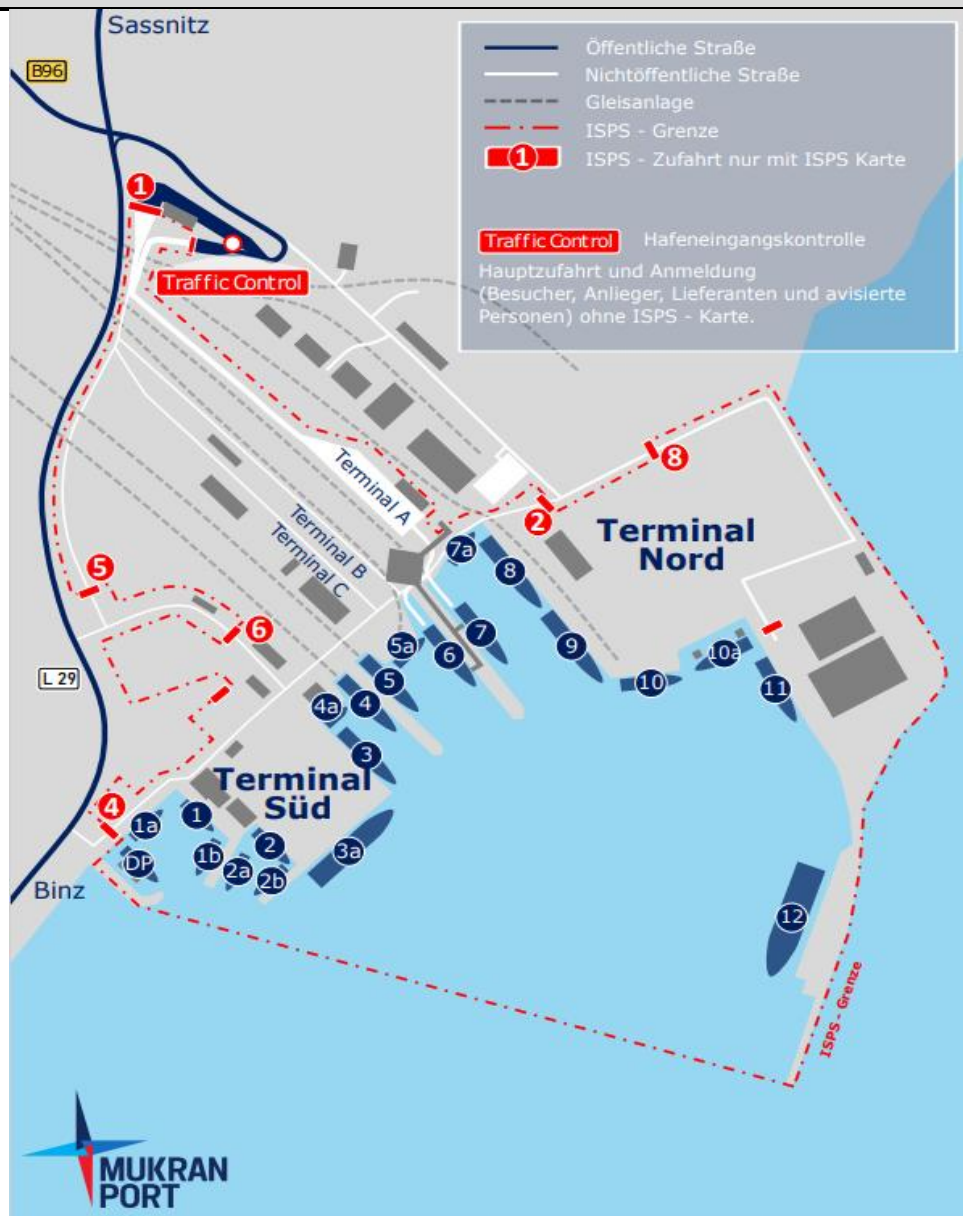 Sassnitz
B96
Öffentliche Straße
Nichtöffentliche Straße
Gleisanlage
ISPS - Grenze
1 ISPS - Zufahrt nur mit ISPS Karte
Traffic Control Hafeneingangskontrolle
Hauptzufahrt und Anmeldung
(Besucher, Anlieger, Lieferanten und avisierte
Personen) ohne ISPS - Karte.
1
Traffic Control
Terminal A
Terminal B
Terminal C
8
2
Terminal
Nord
5
6
L 29
7a
8
7
9
6
5a
10
10a
11
5
4
4a
3
Terminal
Süd
4
1a
1
DP
1b
2
2a
2b
3a
12
Binz
ISPS - Grenze
MUKRAN
PORT